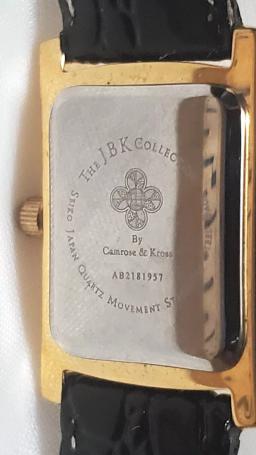 THE JBK COLLEC
By
Camrose & Kross
AB2181957
SEIKO JAPAN QUARTZ MOVEMENT ST